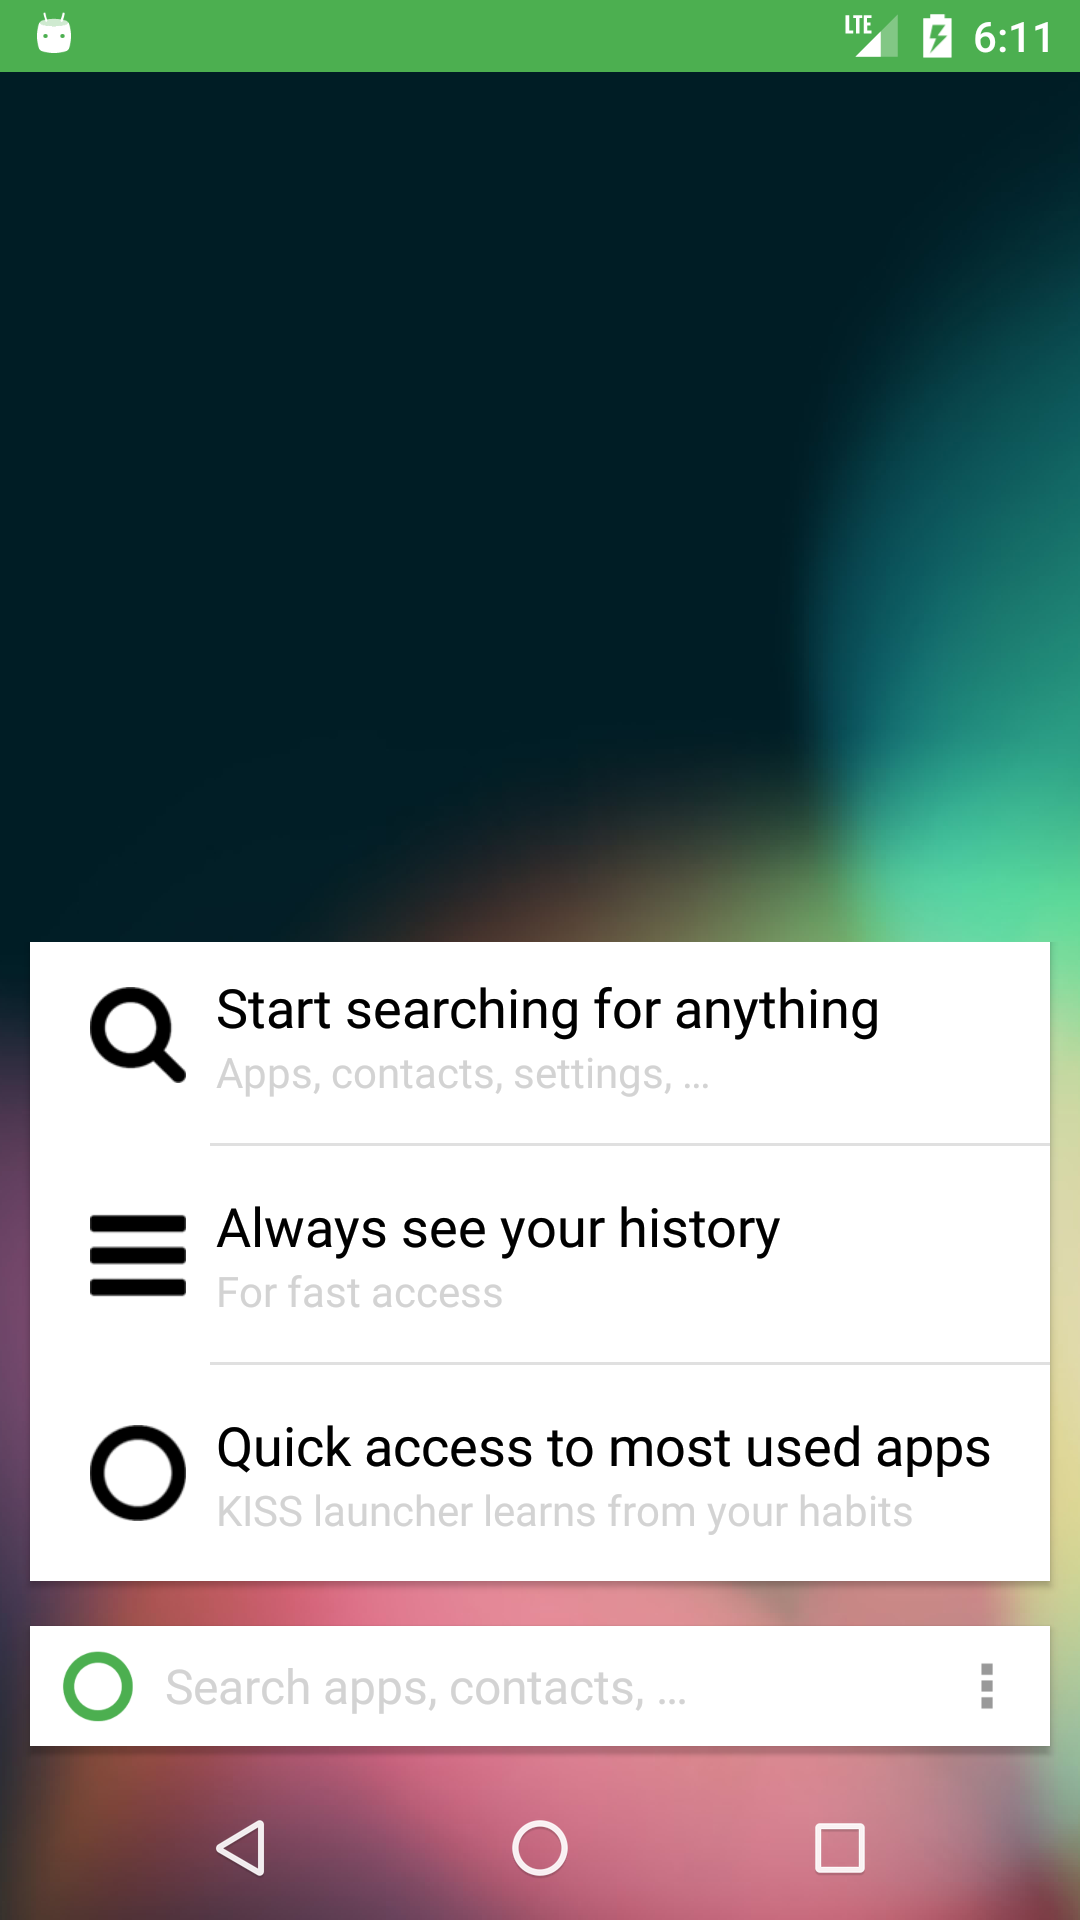 LTE 6:11
Start searching for anything
Apps, contacts, settings, ...
Always see your history
For fast access
Quick access to most used apps
KISS launcher learns from your habits
Search apps, contacts, ...